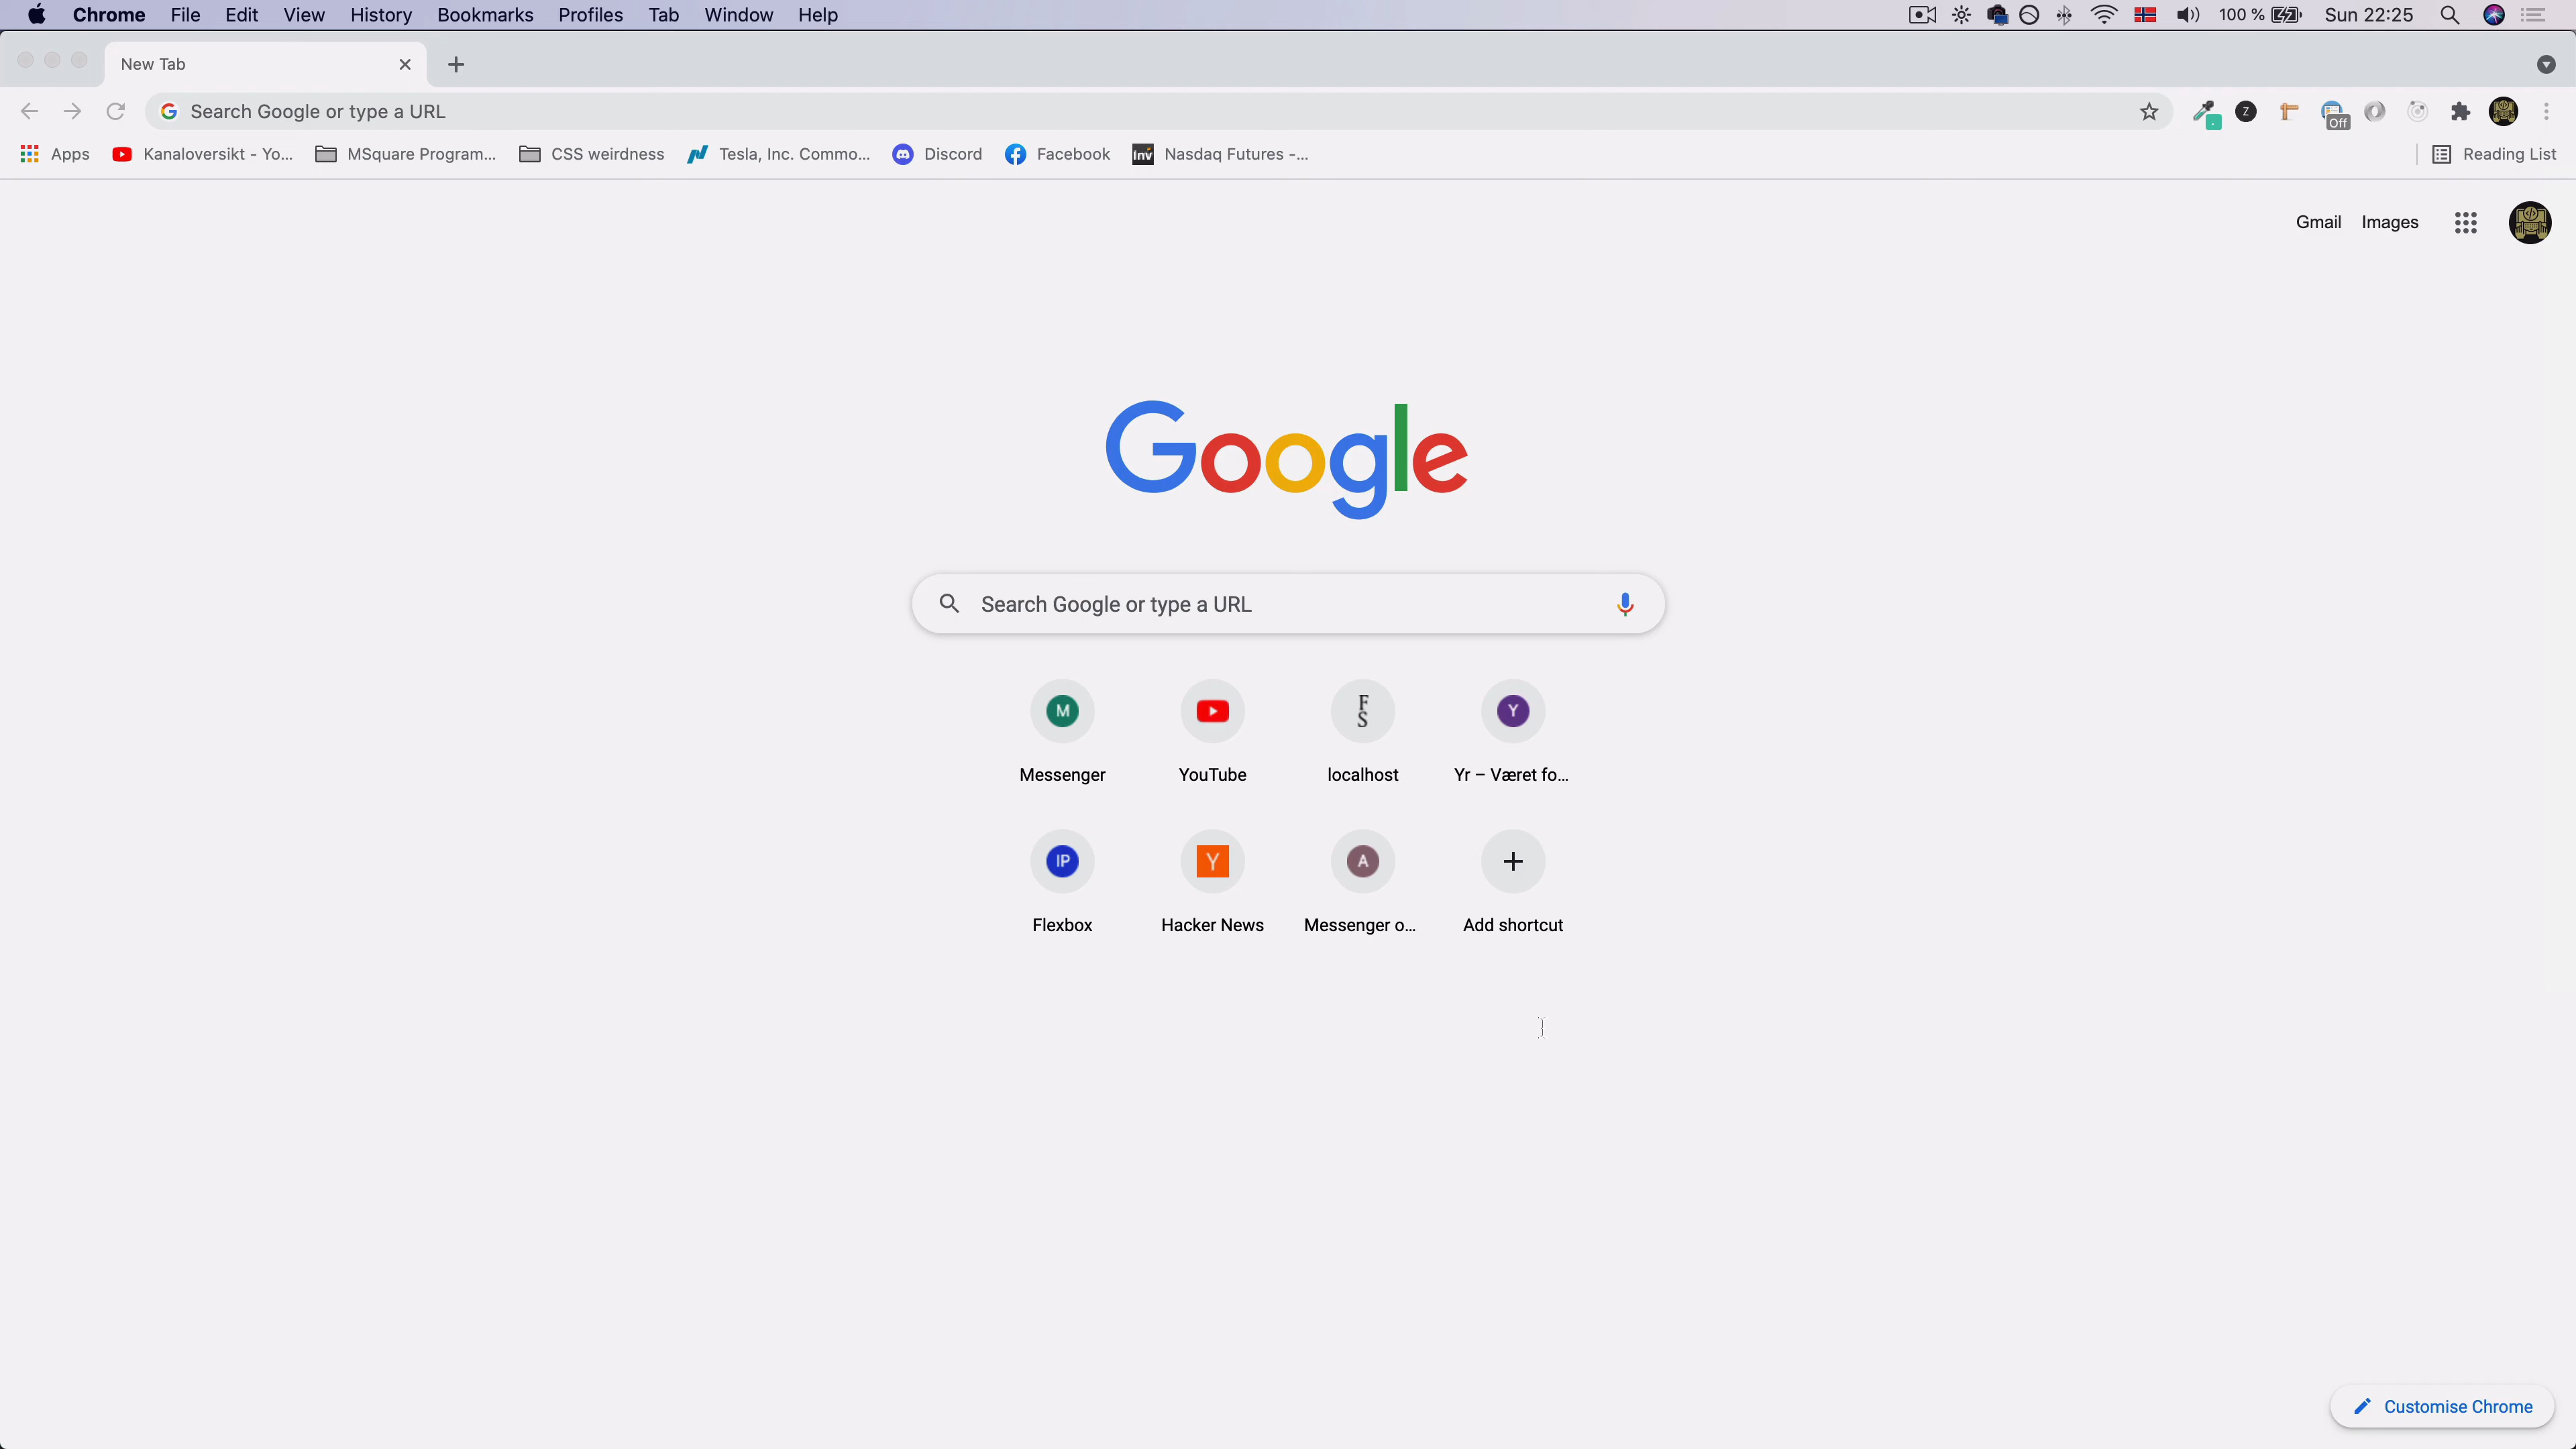 Chrome File Edit View History Bookmarks Profiles Tab Window Help 100 % Sun 22:25
New Tab
Search Google or type a URL Z Off
Apps Kanaloversikt - Yo... MSquare Program... CSS weirdness Tesla, Inc. Commo... Discord Facebook Inv Nasdaq Futures -... Reading List
Gmail Images
Google
Search Google or type a URL
M F S Y
Messenger YouTube localhost Yr – Været fo...
IP Y A
Flexbox Hacker News Messenger o... Add shortcut
Customise Chrome